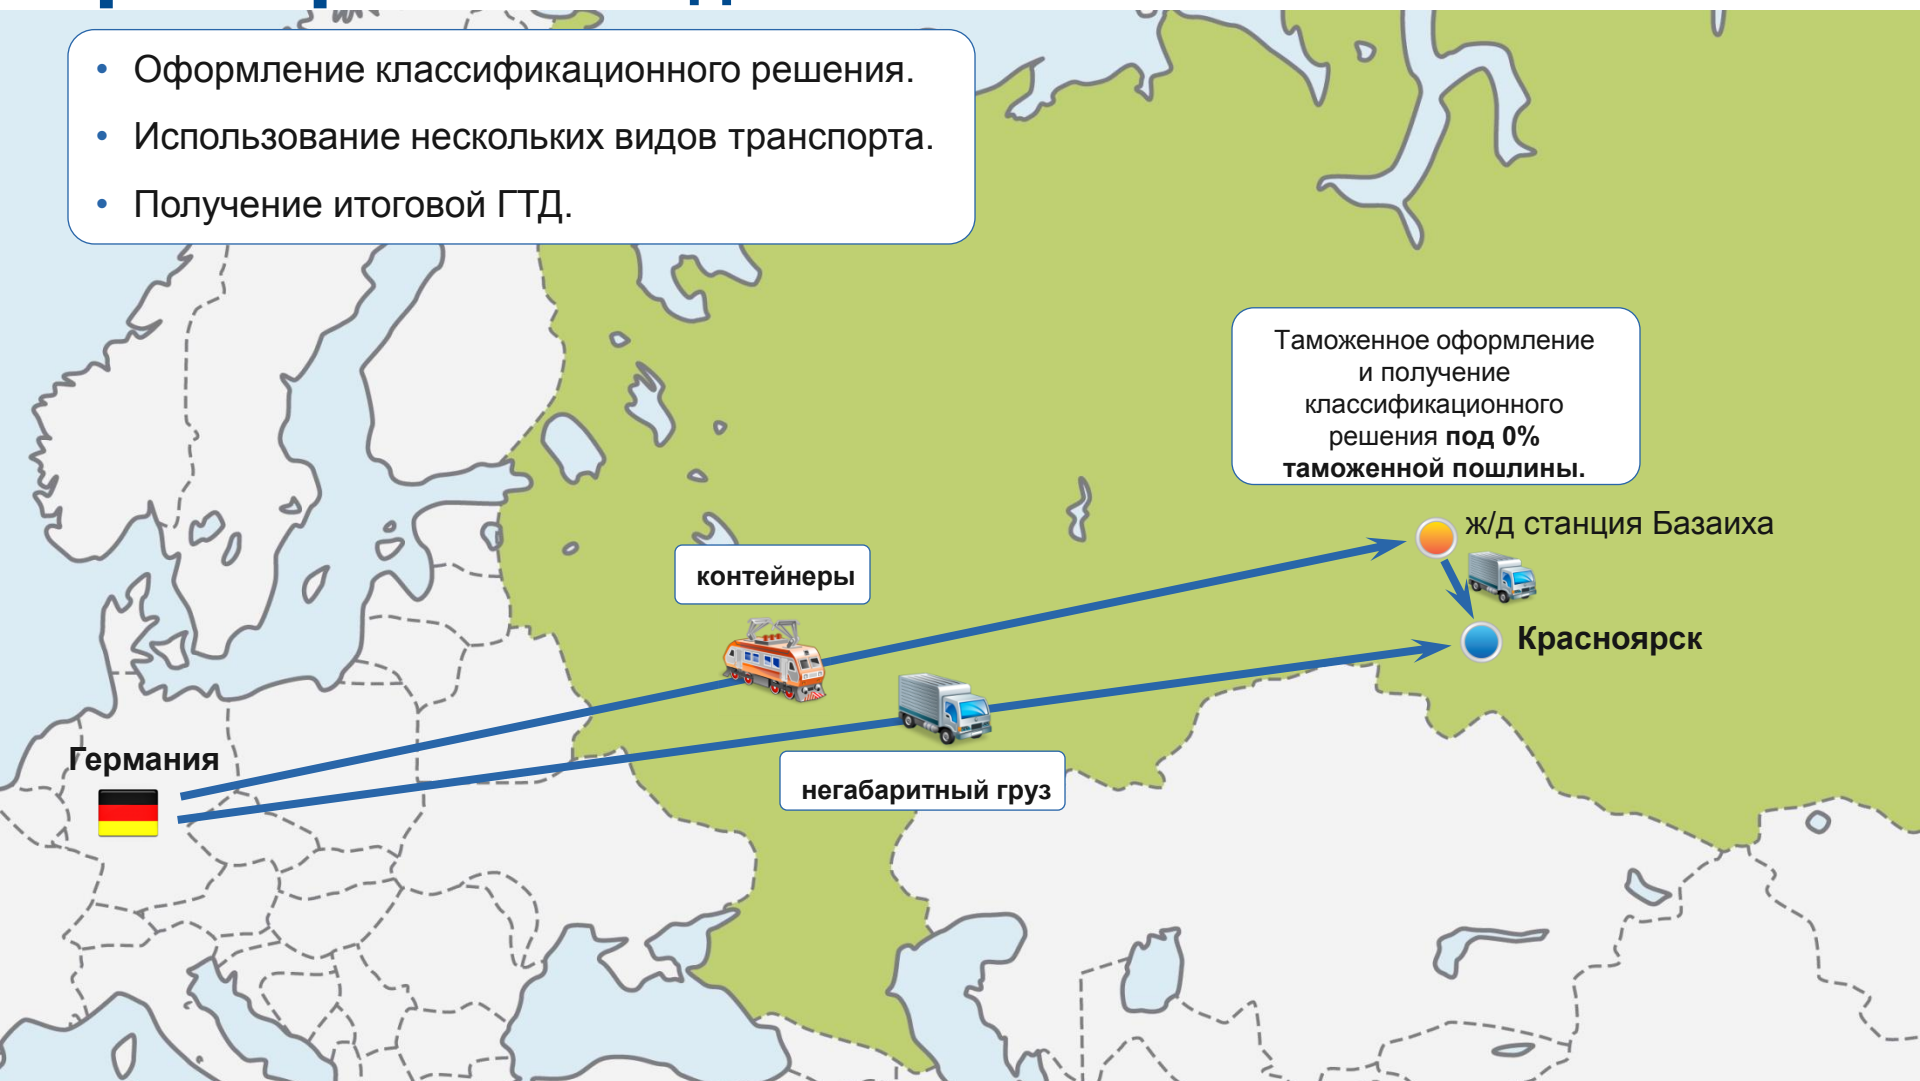 Оформление классификационного решения.
Использование нескольких видов транспорта.
Получение итоговой ГТД.
Таможенное оформление
и получение
классификационного
решения под 0%
таможенной пошлины.
ж/д станция Базаиха
контейнеры
Красноярск
Германия
негабаритный груз